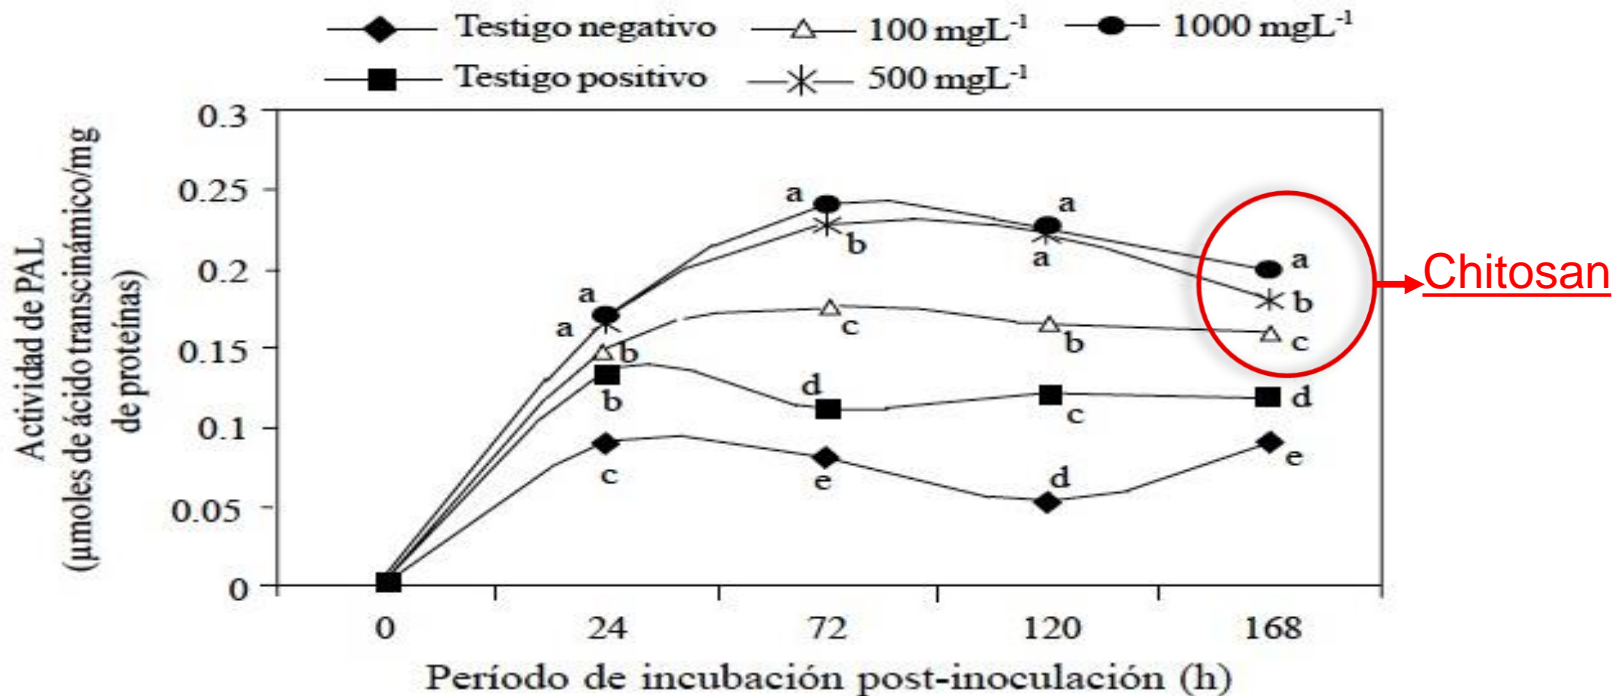 Testigo negativo 100 mgL⁻¹ 1000 mgL⁻¹
Testigo positivo 500 mgL⁻¹
Actividad de PAL
(µmoles de ácido transcinámico/mg
de proteínas)
0.3
0.25
0.2
0.15
0.1
0.05
0
a a b c
a a b b c
a b c d
a a b c d
a b c d e
Chitosan
0 24 72 120 168
Período de incubación post-inoculación (h)